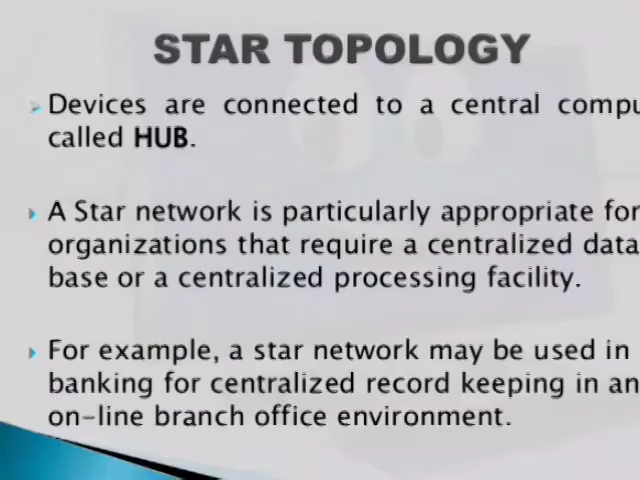 STAR TOPOLOGY
Devices are connected to a central compu
called HUB.
A Star network is particularly appropriate for
organizations that require a centralized data
base or a centralized processing facility.
For example, a star network may be used in
banking for centralized record keeping in an
on-line branch office environment.